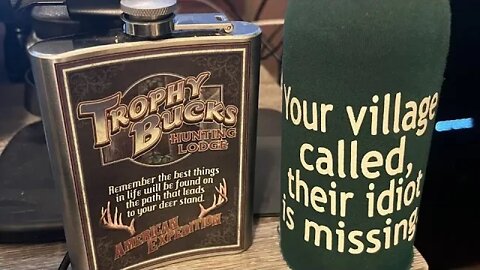 TROPHY
BUCKS
HUNTING
LODGE
Remember the best things
in life will be found on
the path that leads
to your deer stand.
AMERICAN
EXPEDITION
Your village
called,
their idiot
is missing